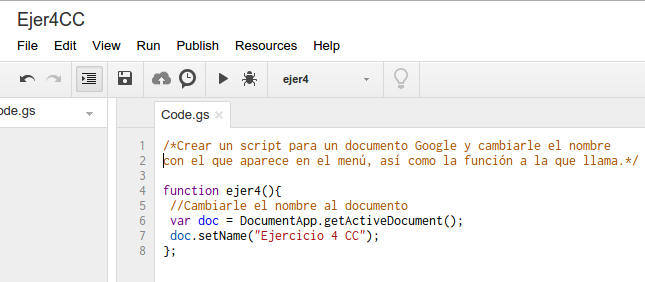 Ejer4CC
File Edit View Run Publish Resources Help
ejer4
ode.gs
Code.gs
1 /*Crear un script para un documento Google y cambiarle el nombre
2 con el que aparece en el menú, así como la función a la que llama.*/
3
4 function ejer4(){
5 //Cambiarle el nombre al documento
6 var doc = DocumentApp.getActiveDocument();
7 doc.setName("Ejercicio 4 CC");
8 };